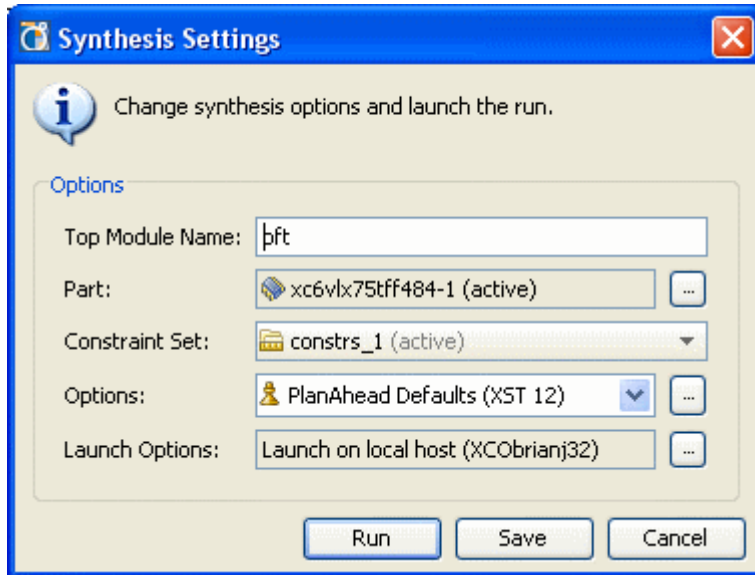 Synthesis Settings
Change synthesis options and launch the run.
Options
Top Module Name: bft
Part: xc6vlx75tff484-1 (active) ...
Constraint Set: constrs_1 (active)
Options: PlanAhead Defaults (XST 12) ...
Launch Options: Launch on local host (XCObrianj32) ...
Run Save Cancel